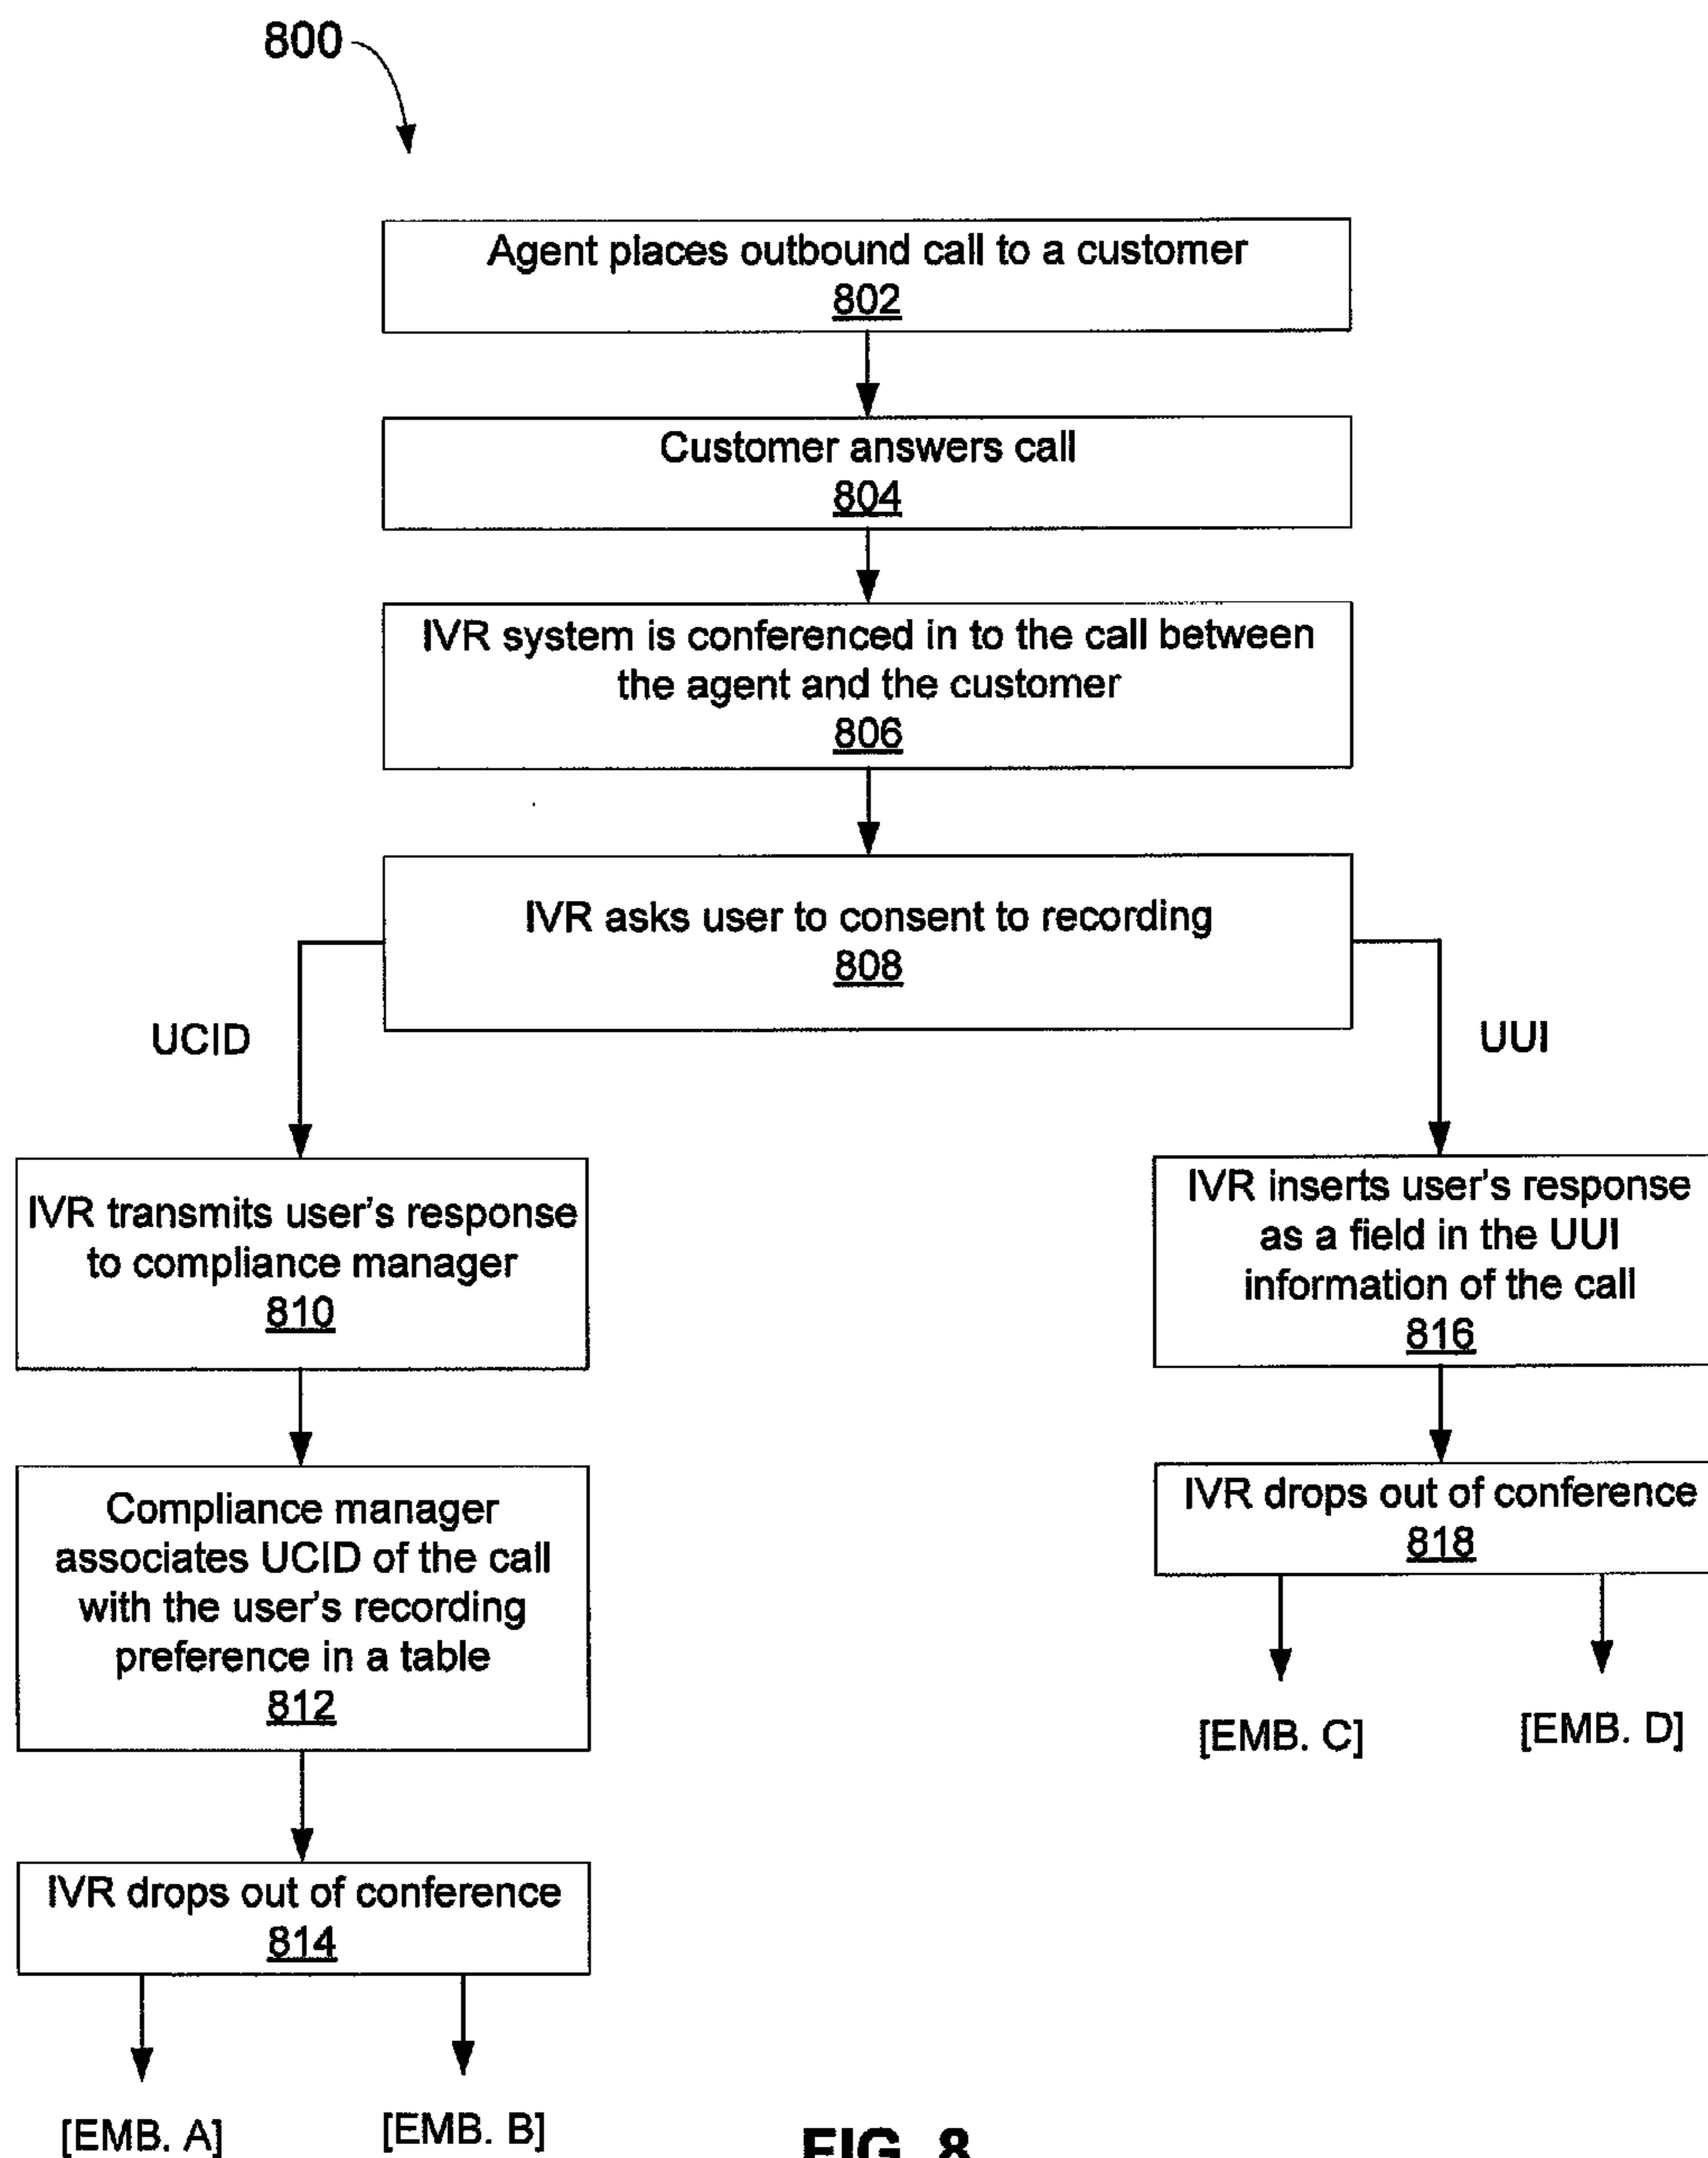 800
Agent places outbound call to a customer
802
Customer answers call
804
IVR system is conferenced in to the call between
the agent and the customer
806
IVR asks user to consent to recording
808
UCID
UUI
IVR transmits user's response
to compliance manager
810
IVR inserts user's response
as a field in the UUI
information of the call
816
Compliance manager
associates UCID of the call
with the user's recording
preference in a table
812
IVR drops out of conference
818
[EMB. C]
[EMB. D]
IVR drops out of conference
814
[EMB. A]
[EMB. B]
FIG. 8